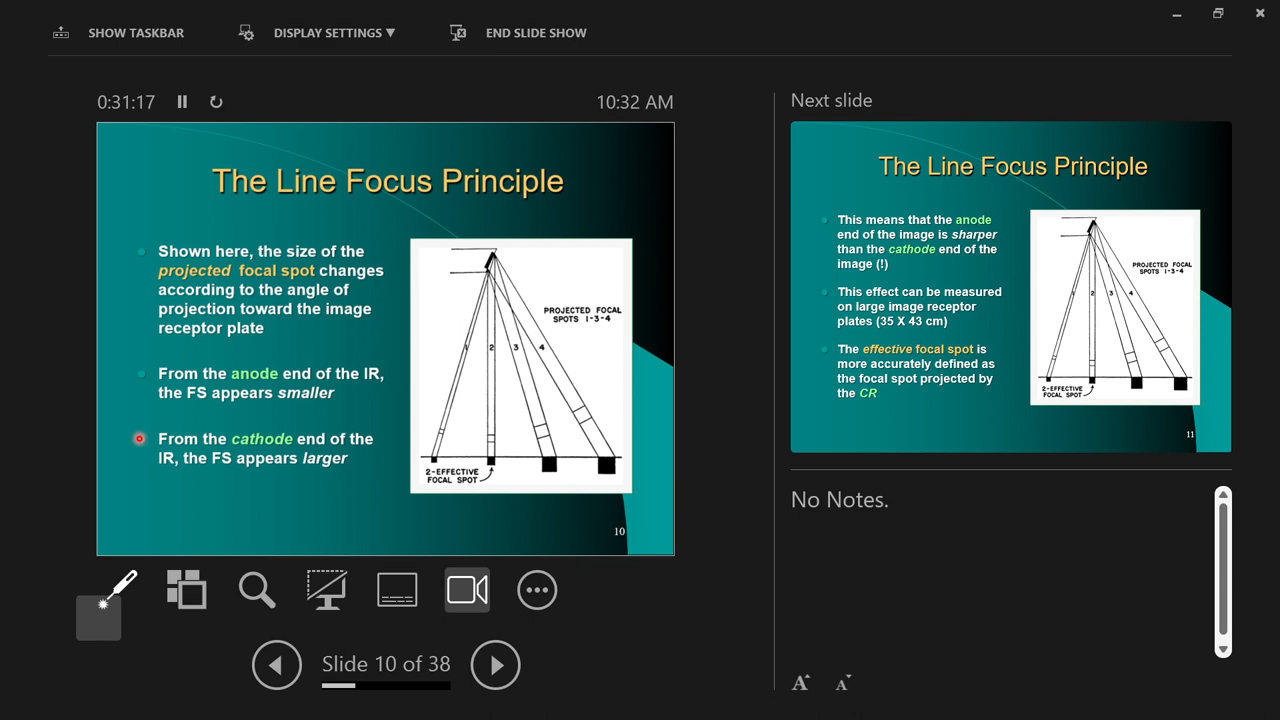 SHOW TASKBAR
DISPLAY SETTINGS ▼
END SLIDE SHOW
0:31:17
10:32 AM
The Line Focus Principle
Shown here, the size of the
projected focal spot changes
according to the angle of
projection toward the image
receptor plate
From the anode end of the IR,
the FS appears smaller
From the cathode end of the
IR, the FS appears larger
PROJECTED FOCAL
SPOTS 1-3-4
1 2 3 4
2-EFFECTIVE
FOCAL SPOT
10
Slide 10 of 38
Next slide
The Line Focus Principle
This means that the anode
end of the image is sharper
than the cathode end of the
image (!)
This effect can be measured
on large image receptor
plates (35 X 43 cm)
The effective focal spot is
more accurately defined as
the focal spot projected by
the CR
PROJECTED FOCAL
SPOTS 1-3-4
1 2 3 4
2-EFFECTIVE
FOCAL SPOT
11
No Notes.
A A